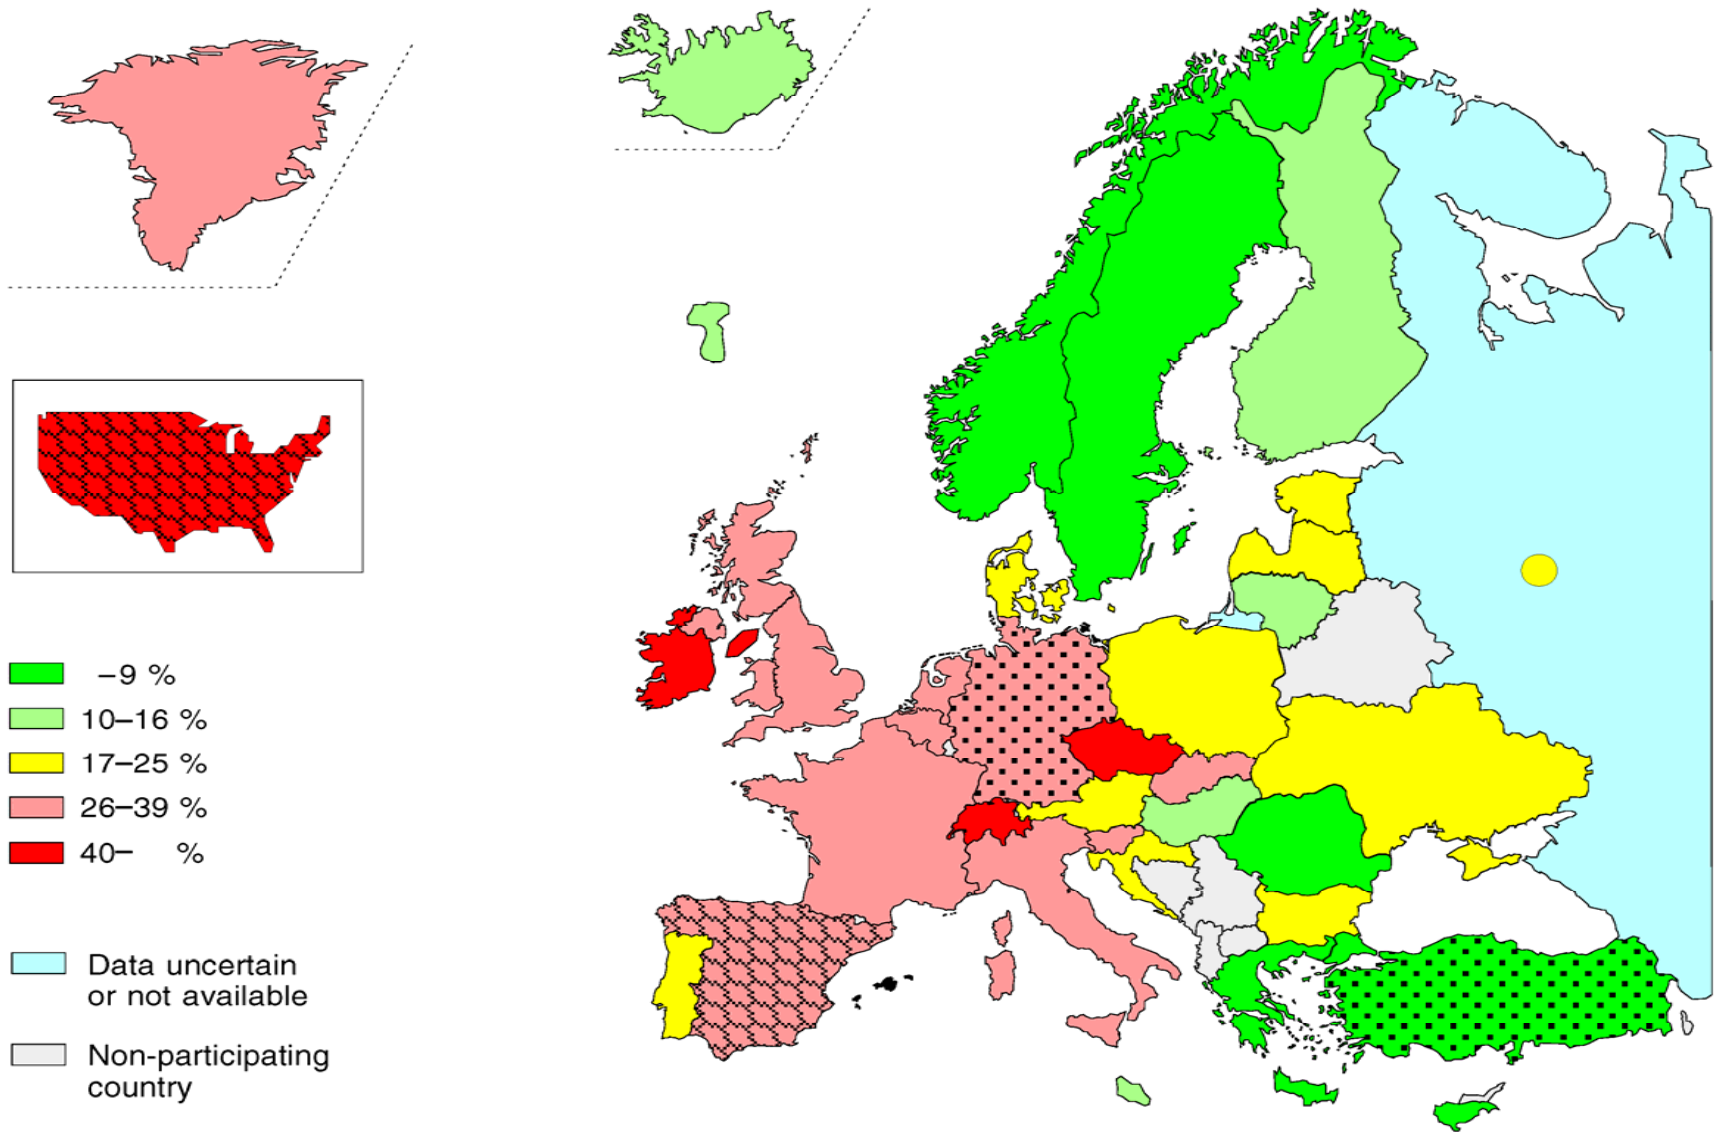 −9 %
10−16 %
17−25 %
26−39 %
40− %
Data uncertain
or not available
Non-participating
country